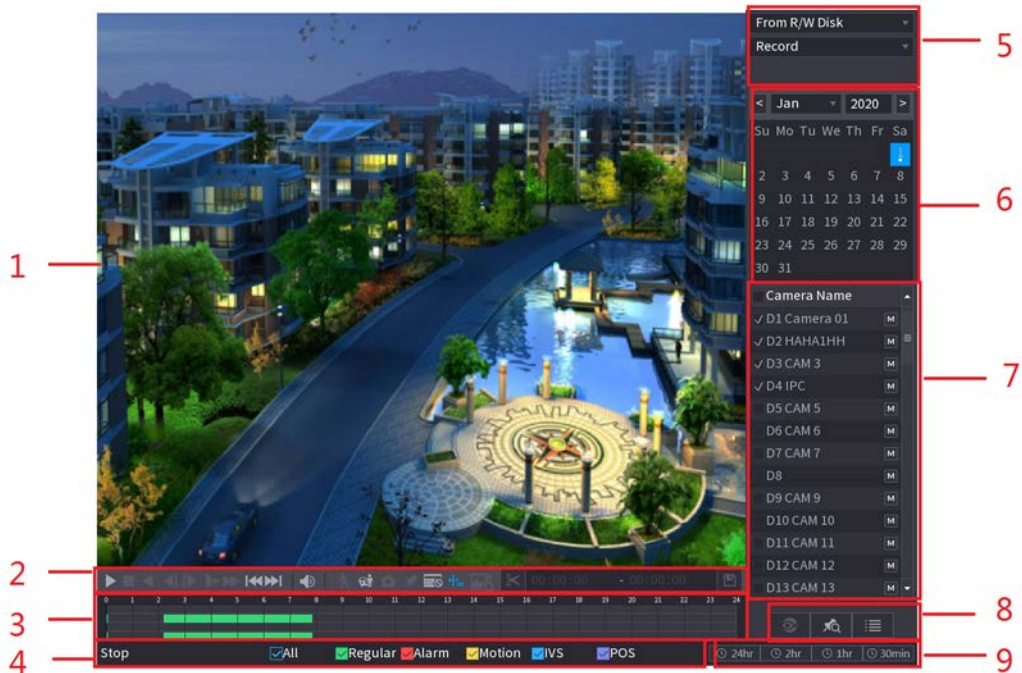 From R/W Disk
Record
5
< Jan 2020 >
Su Mo Tu We Th Fr Sa
1
2 3 4 5 6 7 8
9 10 11 12 13 14 15
16 17 18 19 20 21 22
23 24 25 26 27 28 29
30 31
6
1
Camera Name
D1 Camera 01 M
D2 HAHA1HH M
D3 CAM 3 M
D4 IPC M
D5 CAM 5 M
D6 CAM 6 M
D7 CAM 7 M
D8 M
D9 CAM 9 M
D10 CAM 10 M
D11 CAM 11 M
D12 CAM 12 M
D13 CAM 13 M
7
2
00:00:00 - 00:00:00
0 1 2 3 4 5 6 7 8 9 10 11 12 13 14 15 16 17 18 19 20 21 22 23 24
3
8
4
Stop All Regular Alarm Motion IVS POS
24hr 2hr 1hr 30min
9